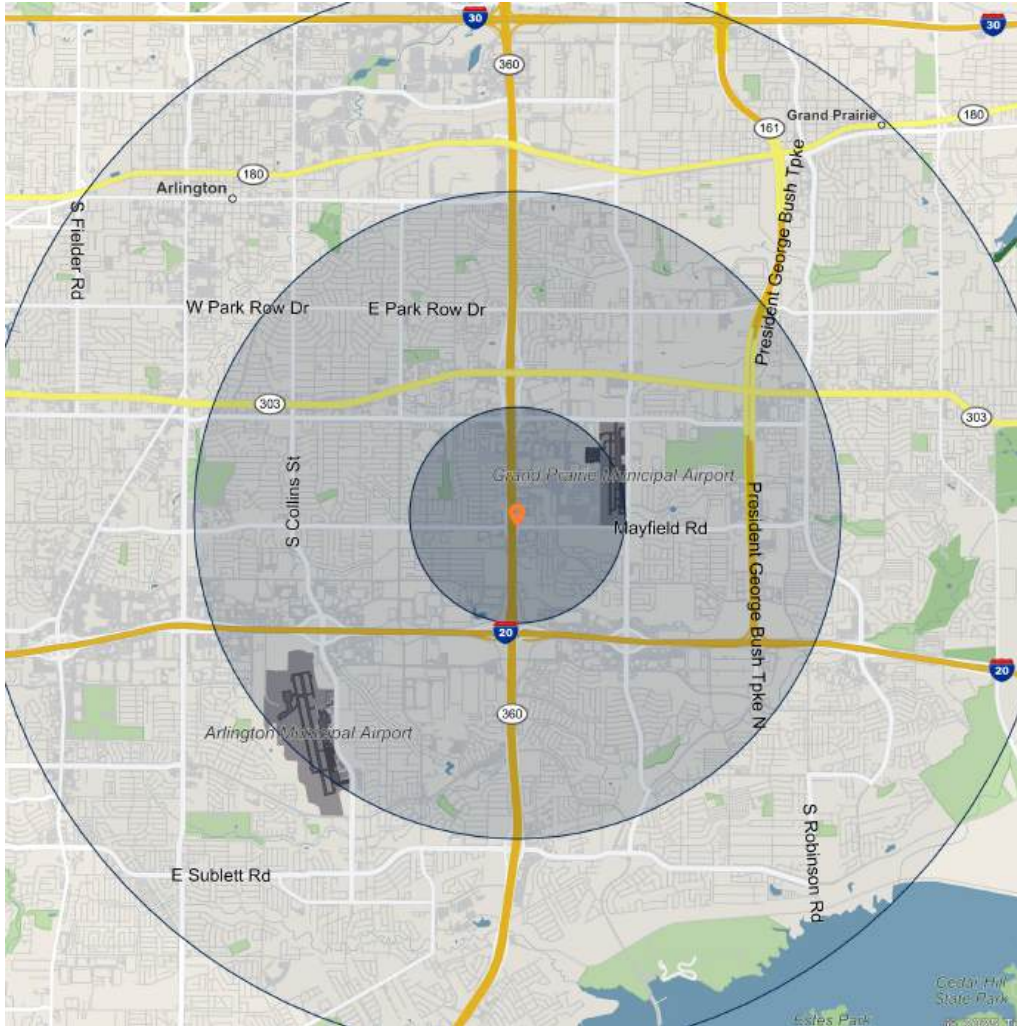 30
30
360
161
Grand Prairie
180
180
Arlington
S Fielder Rd
President George Bush Tpke
W Park Row Dr
E Park Row Dr
303
303
S Collins St
Grand Prairie Municipal Airport
Mayfield Rd
President George Bush Tpke N
20
20
360
Arlington Municipal Airport
S Robinson Rd
E Sublett Rd
Cedar Hill
State Park
Estes Park